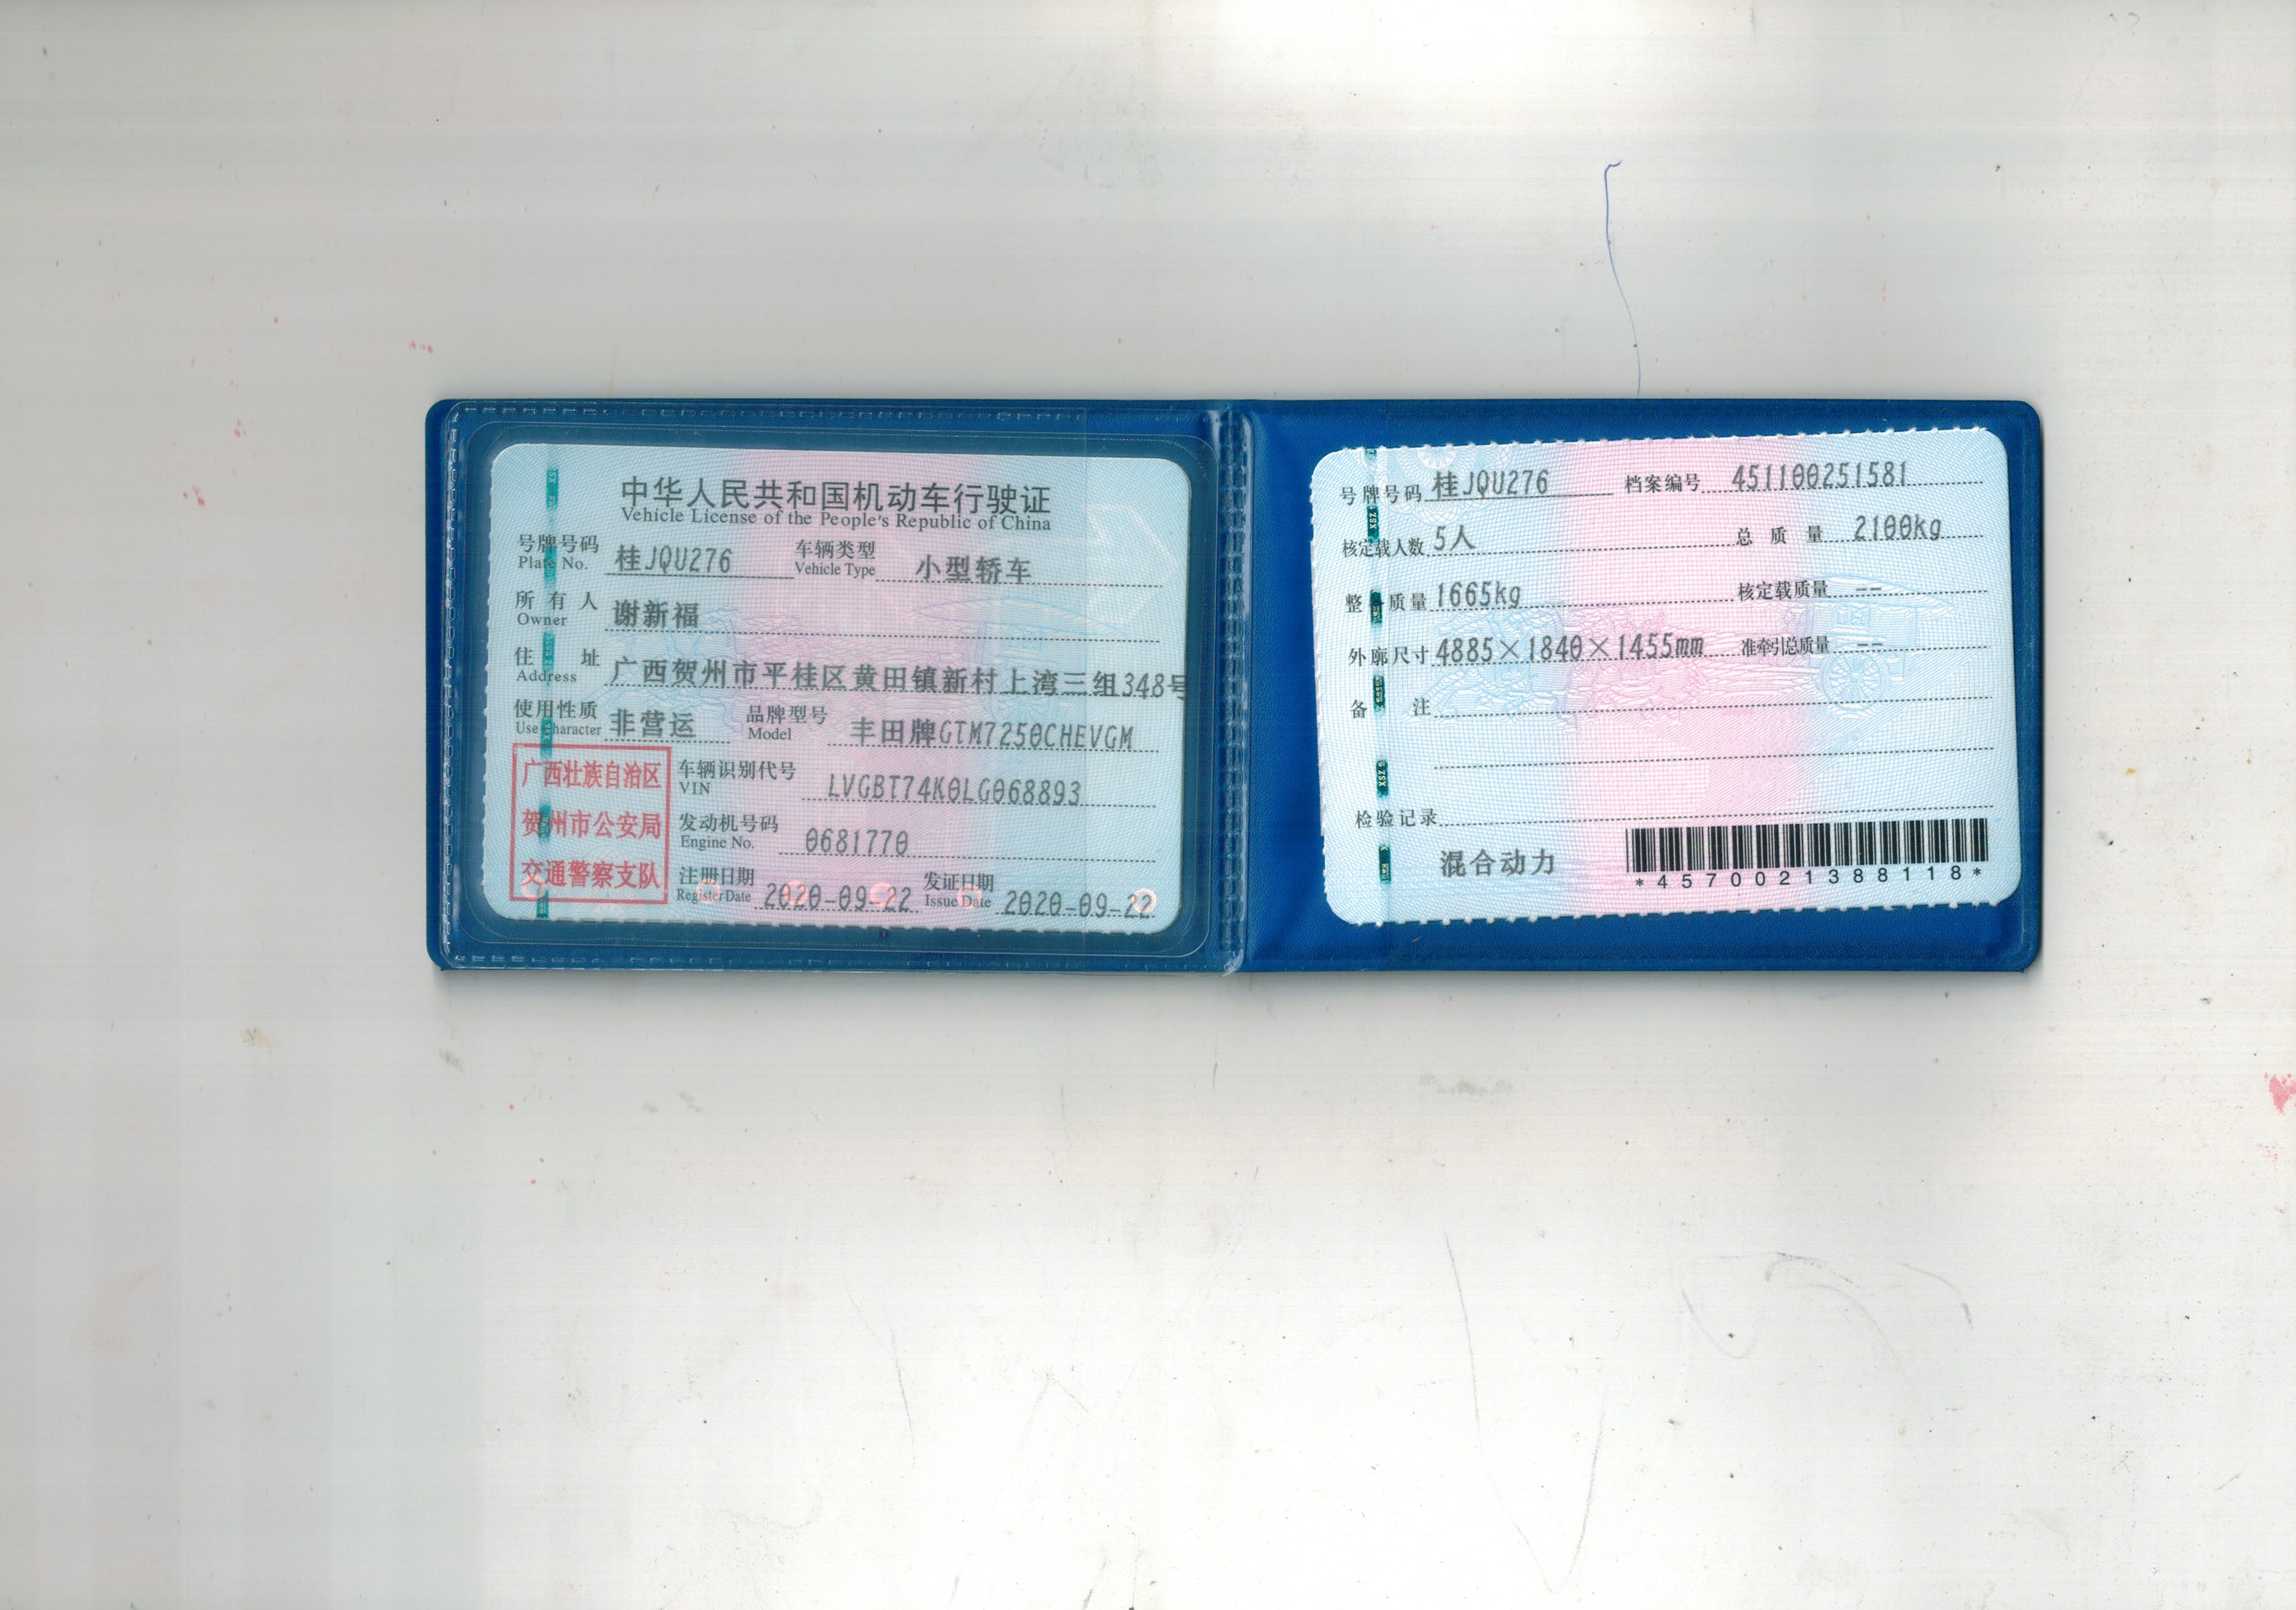 中华人民共和国机动车行驶证
Vehicle License of the People's Republic of China
号牌号码 桂JQU276 车辆类型 小型轿车
Plate No. Vehicle Type
所有人 谢新福
Owner
住址 广西贺州市平桂区黄田镇新村上湾三组348号
Address
使用性质 非营运 品牌型号 丰田牌GTM7250CHEVGM
Use Character Model
广西壮族自治区
贺州市公安局
交通警察支队
车辆识别代号 LVGBT74K0LG068893
VIN
发动机号码 0681770
Engine No.
注册日期 2020-09-22 发证日期 2020-09-22
Register Date Issue Date
号牌号码 桂JQU276 档案编号 451100251581
核定载人数 5人 总质量 2100kg
整备质量 1665kg 核定载质量 --
外廓尺寸 4885×1840×1455mm 准牵引总质量 --
备注
检验记录
混合动力
*4570021388118*